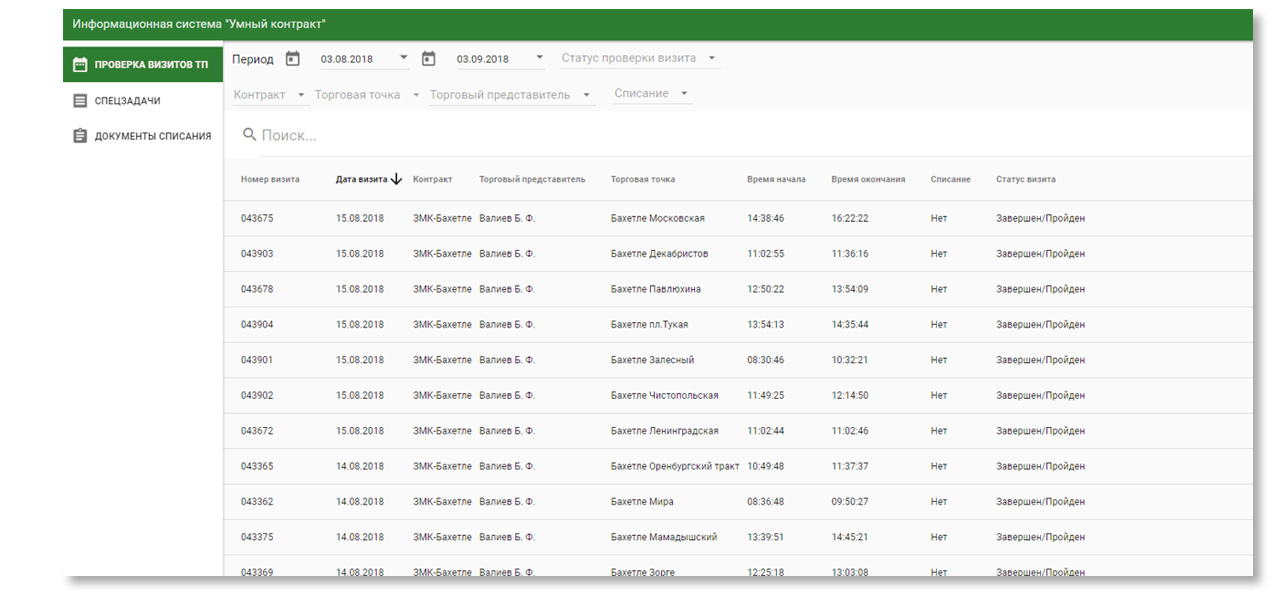 Информационная система "Умный контракт"
ПРОВЕРКА ВИЗИТОВ ТП
СПЕЦЗАДАЧИ
ДОКУМЕНТЫ СПИСАНИЯ
Период 03.08.2018 03.09.2018 Статус проверки визита
Контракт Торговая точка Торговый представитель Списание
Поиск...
Номер визита Дата визита Контракт Торговый представитель Торговая точка Время начала Время окончания Списание Статус визита
043675 15.08.2018 ЗМК-Бахетле Валиев Б. Ф. Бахетле Московская 14:38:46 16:22:22 Нет Завершен/Пройден
043903 15.08.2018 ЗМК-Бахетле Валиев Б. Ф. Бахетле Декабристов 11:02:55 11:36:16 Нет Завершен/Пройден
043678 15.08.2018 ЗМК-Бахетле Валиев Б. Ф. Бахетле Павлюхина 12:50:22 13:54:09 Нет Завершен/Пройден
043904 15.08.2018 ЗМК-Бахетле Валиев Б. Ф. Бахетле пл.Тукая 13:54:13 14:35:44 Нет Завершен/Пройден
043901 15.08.2018 ЗМК-Бахетле Валиев Б. Ф. Бахетле Залесный 08:30:46 10:32:21 Нет Завершен/Пройден
043902 15.08.2018 ЗМК-Бахетле Валиев Б. Ф. Бахетле Чистопольская 11:49:25 12:14:50 Нет Завершен/Пройден
043672 15.08.2018 ЗМК-Бахетле Валиев Б. Ф. Бахетле Ленинградская 11:02:44 11:02:46 Нет Завершен/Пройден
043365 14.08.2018 ЗМК-Бахетле Валиев Б. Ф. Бахетле Оренбургский тракт 10:49:48 11:37:37 Нет Завершен/Пройден
043362 14.08.2018 ЗМК-Бахетле Валиев Б. Ф. Бахетле Мира 08:36:48 09:50:27 Нет Завершен/Пройден
043375 14.08.2018 ЗМК-Бахетле Валиев Б. Ф. Бахетле Мамадышский 13:39:51 14:45:21 Нет Завершен/Пройден
043369 14.08.2018 ЗМК-Бахетле Валиев Б. Ф. Бахетле Зорге 12:25:18 13:03:08 Нет Завершен/Пройден